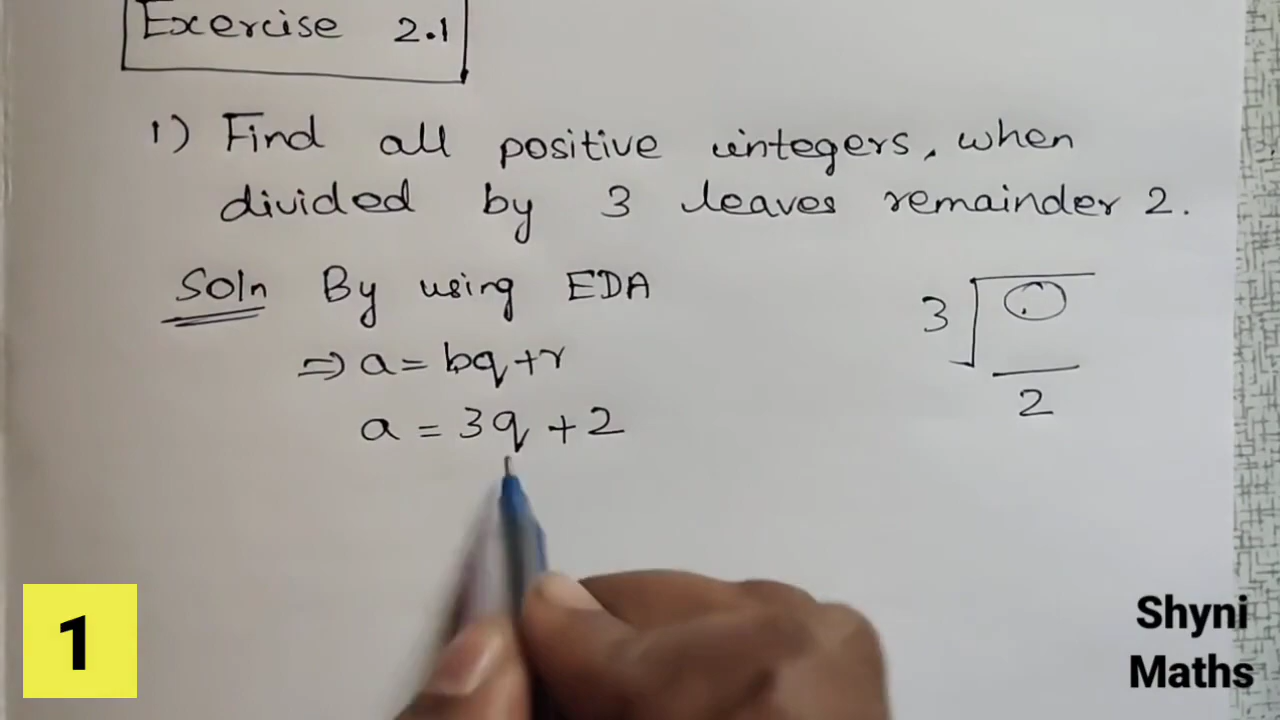 Exercise 2.1
1) Find all positive integers, when
divided by 3 leaves remainder 2.
Soln By using EDA
⇒ a = bq+r
a = 3q + 2
3
2
1
Shyni
Maths